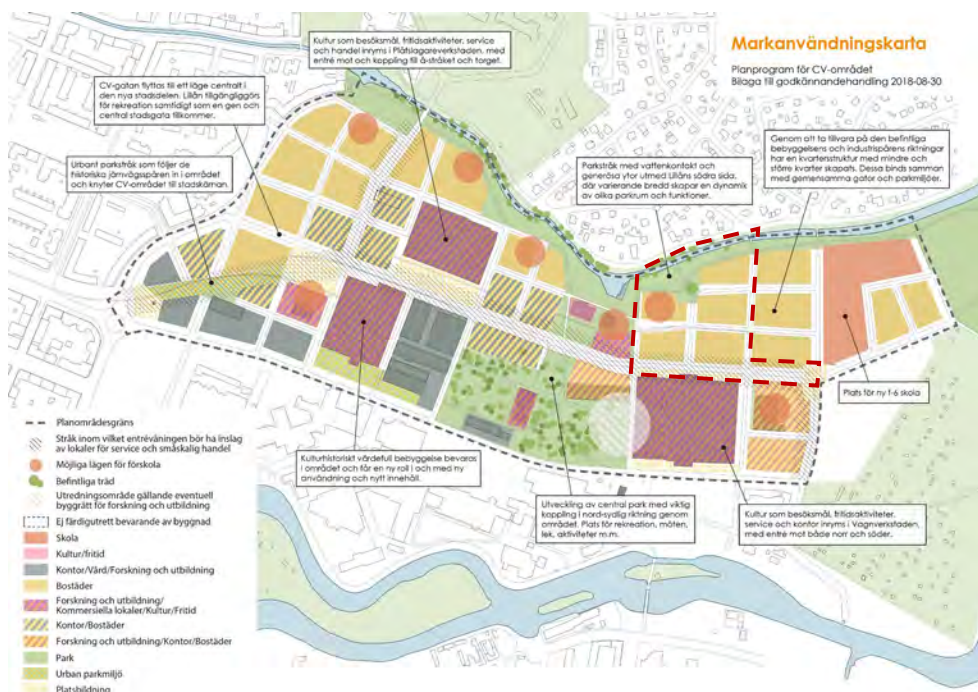 Markanvändningskarta
Planprogram för CV-området
Bilaga till godkännandehandling 2018-08-30
Kultur som besöksmål, fritidsaktiviteter, service
och handel inryms i Plåtslagareverkstaden, med
entré mot och koppling till å-stråket och torget.
CV-gatan flyttas till ett läge centralt i
den nya stadsdelen. Lillån tillgängliggörs
för rekreation samtidigt som en gen och
central stadsgata tillkommer.
Urbant parkstråk som följer de
historiska järnvägsspåren in i området
och knyter CV-området till stadskärnan.
Parkstråk med vattenkontakt och
generösa ytor utmed Lillåns södra sida,
där varierande bredd skapar en dynamik
av olika parkrum och funktioner.
Genom att ta tillvara på den befintliga
bebyggelsens och industrispårens riktningar
har en kvartersstruktur med mindre och
större kvarter skapats. Dessa binds samman
med gemensamma gator och parkmiljöer.
Plats för ny f-6 skola
Kulturhistoriskt värdefull bebyggelse bevaras
i området och får en ny roll i och med ny
användning och nytt innehåll.
Utveckling av central park med viktig
koppling i nord-sydlig riktning genom
området. Plats för rekreation, möten,
lek, aktiviteter m.m.
Kultur som besöksmål, fritidsaktiviteter,
service och kontor inryms i Vagnverkstaden,
med entré mot både norr och söder.
Planområdesgräns
Stråk inom vilket entrévåningen bör ha inslag
av lokaler för service och småskalig handel
Möjliga lägen för förskola
Befintliga träd
Utredningsområde gällande eventuell
byggrätt för forskning och utbildning
Ej färdigutrett bevarande av byggnad
Skola
Kultur/fritid
Kontor/Vård/Forskning och utbildning
Bostäder
Forskning och utbildning/
Kommersiella lokaler/Kultur/Fritid
Kontor/Bostäder
Forskning och utbildning/Kontor/Bostäder
Park
Urban parkmiljö
Platsbildning